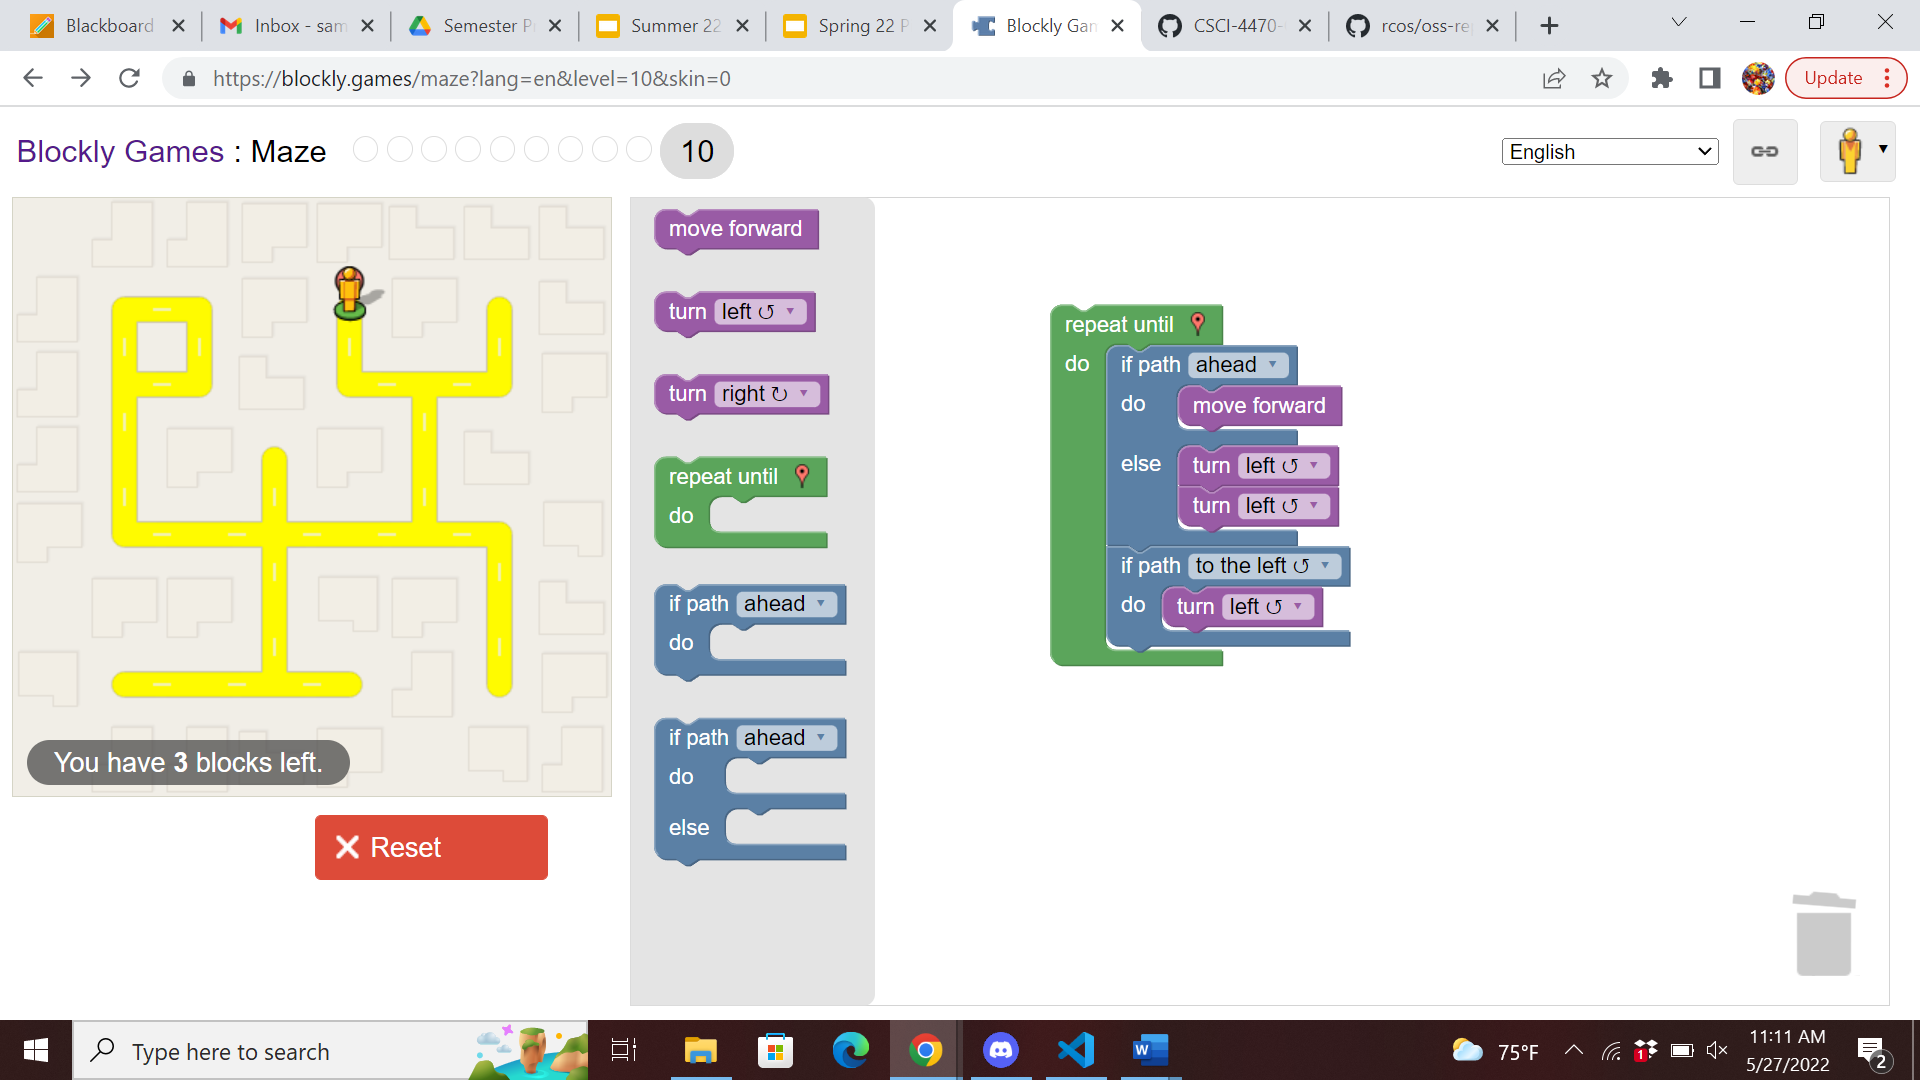 Blackboard
Inbox - sam
Semester P
Summer 22
Spring 22 P
Blockly Gam
CSCI-4470-
rcos/oss-rep
https://blockly.games/maze?lang=en&level=10&skin=0
Update
Blockly Games : Maze
10
English
You have 3 blocks left.
Reset
move forward
turn left ↺
turn right ↻
repeat until
do
if path ahead
do
if path ahead
do
else
repeat until
do
if path ahead
do
move forward
else
turn left ↺
turn left ↺
if path to the left ↺
do
turn left ↺
Type here to search
W
1
75°F
11:11 AM
5/27/2022
2